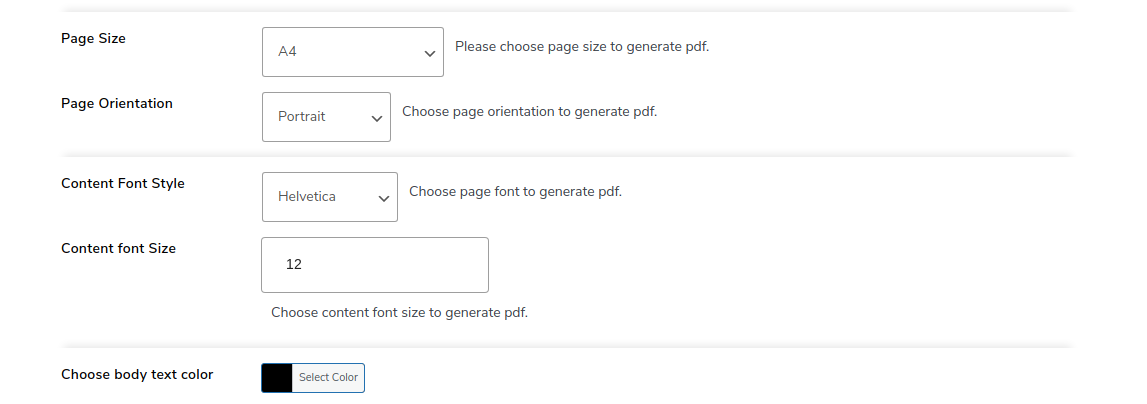 Page Size
A4
Please choose page size to generate pdf.
Page Orientation
Portrait
Choose page orientation to generate pdf.
Content Font Style
Helvetica
Choose page font to generate pdf.
Content font Size
12
Choose content font size to generate pdf.
Choose body text color
Select Color